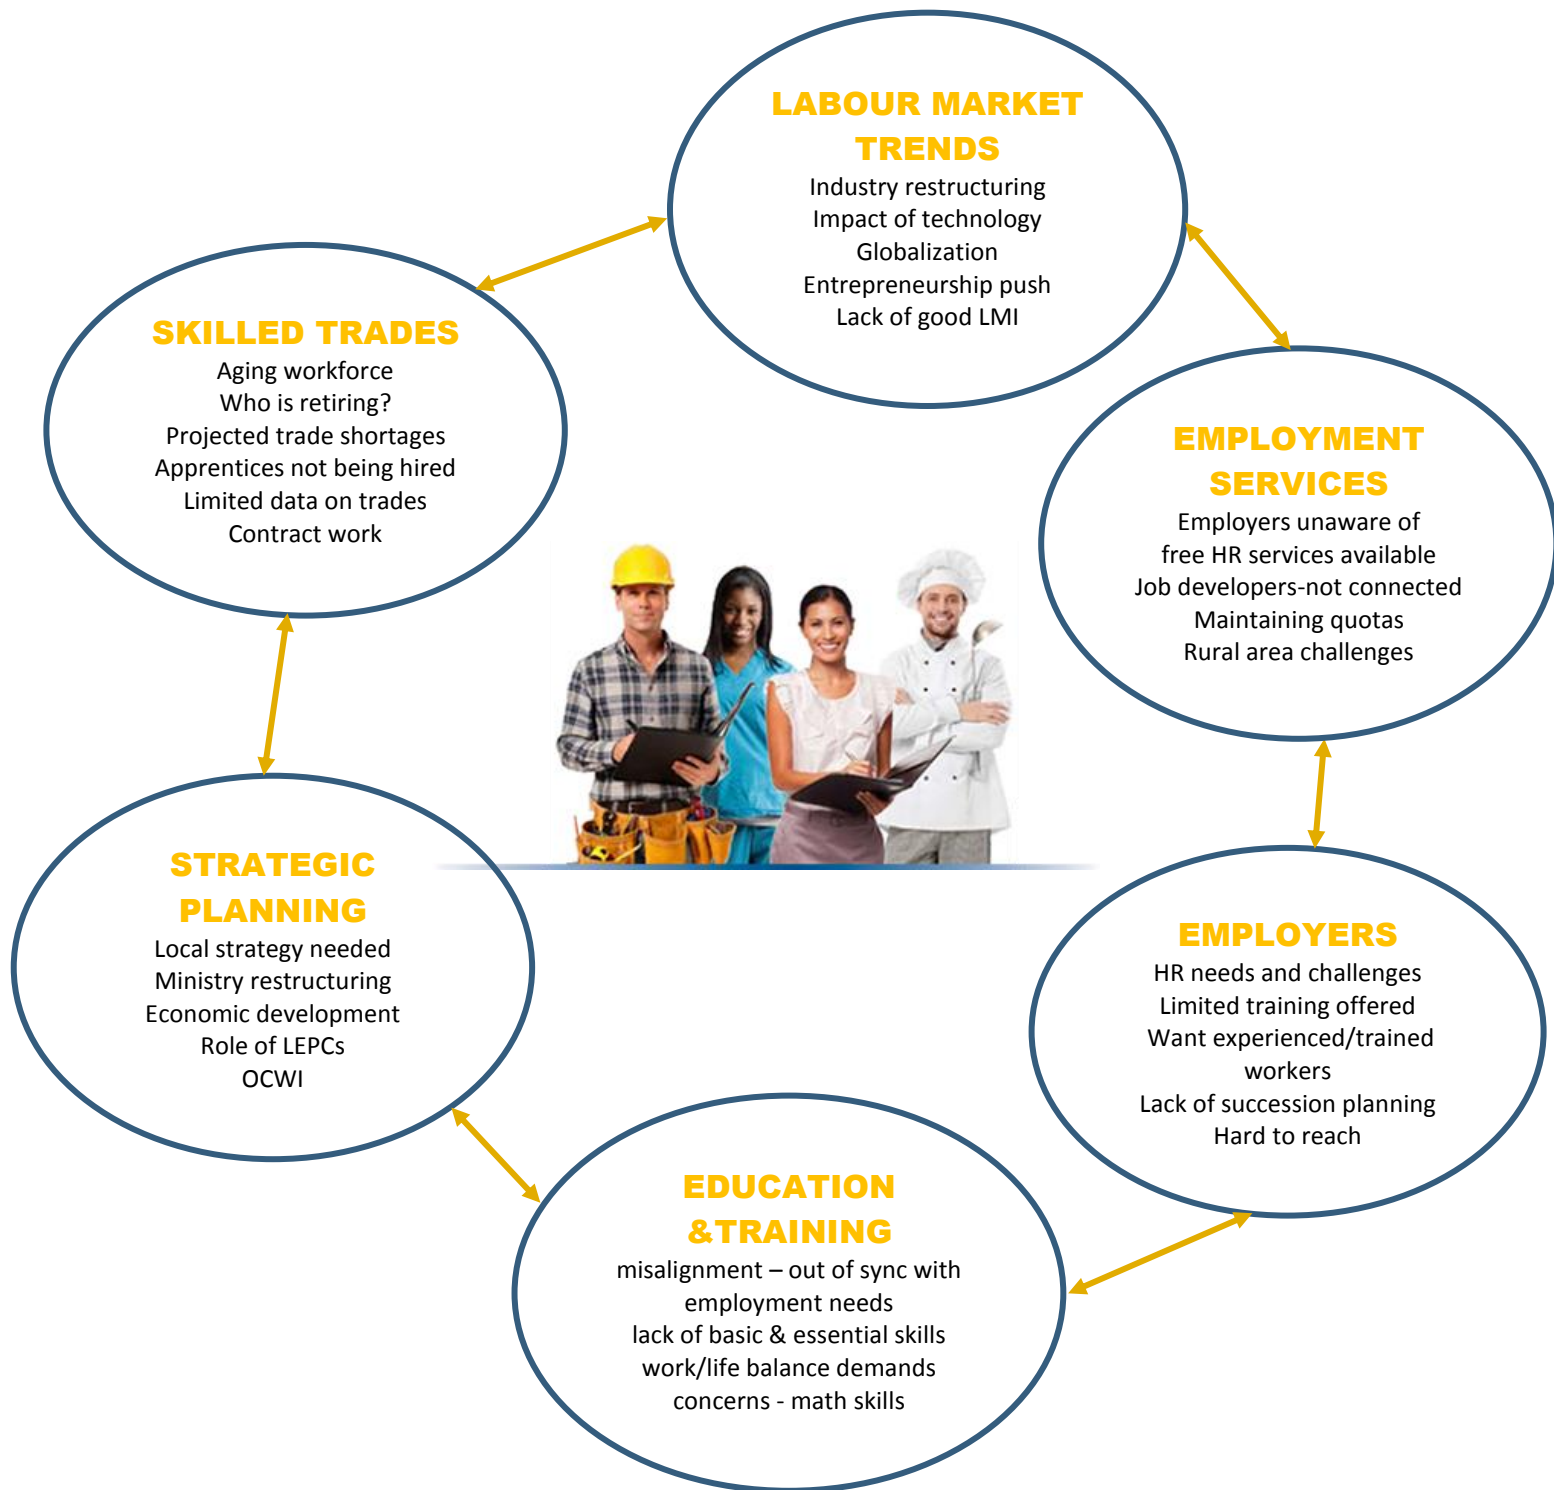 LABOUR MARKET
TRENDS
Industry restructuring
Impact of technology
Globalization
Entrepreneurship push
Lack of good LMI
SKILLED TRADES
Aging workforce
Who is retiring?
Projected trade shortages
Apprentices not being hired
Limited data on trades
Contract work
EMPLOYMENT
SERVICES
Employers unaware of
free HR services available
Job developers-not connected
Maintaining quotas
Rural area challenges
STRATEGIC
PLANNING
Local strategy needed
Ministry restructuring
Economic development
Role of LEPCs
OCWI
EMPLOYERS
HR needs and challenges
Limited training offered
Want experienced/trained
workers
Lack of succession planning
Hard to reach
EDUCATION
&TRAINING
misalignment – out of sync with
employment needs
lack of basic & essential skills
work/life balance demands
concerns - math skills